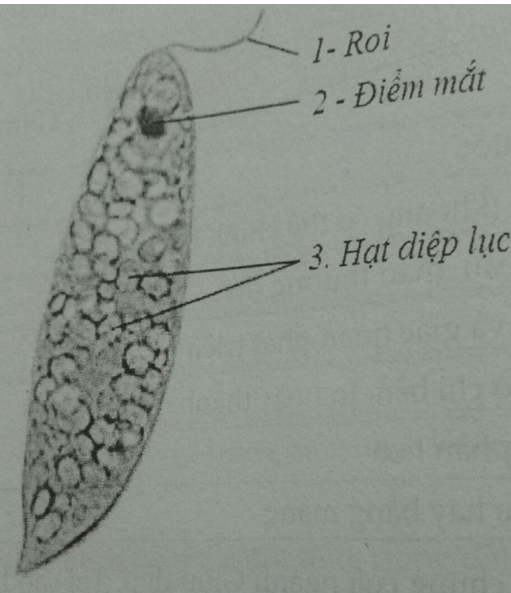 1- Roi
2 - Điểm mắt
3. Hạt diệp lục